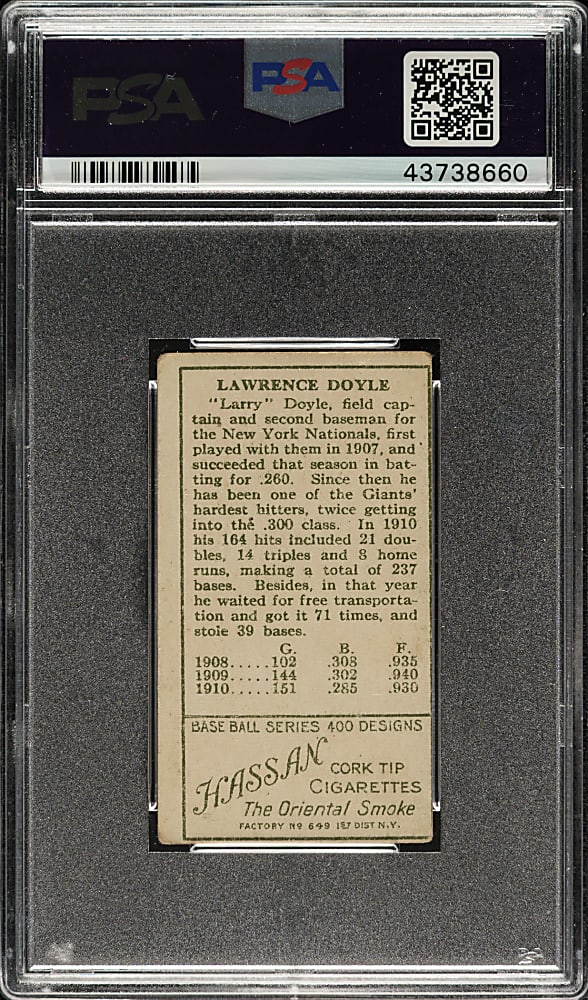 PSA
PSA
43738660
LAWRENCE DOYLE
"Larry" Doyle, field cap-
tain and second baseman for
the New York Nationals, first
played with them in 1907, and
succeeded that season in bat-
ting for .260. Since then he
has been one of the Giants'
hardest hitters, twice getting
into the .300 class. In 1910
his 164 hits included 21 dou-
bles, 14 triples and 8 home
runs, making a total of 237
bases. Besides, in that year
he waited for free transporta-
tion and got it 71 times, and
stole 39 bases.
G. B. F.
1908.....102 .308 .935
1909.....144 .302 .940
1910.....151 .285 .930
BASE BALL SERIES 400 DESIGNS
HASSAN
CORK TIP
CIGARETTES
The Oriental Smoke
FACTORY Nº 649 1ST DIST N.Y.
PSA